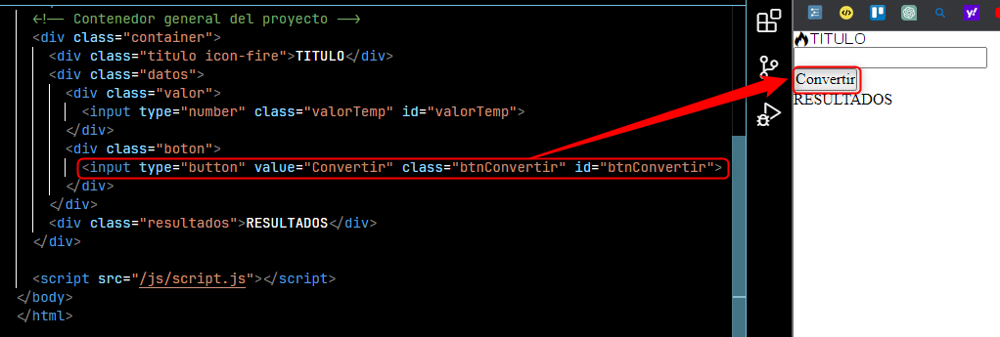 <!-- Contenedor general del proyecto -->
<div class="container">
<div class="titulo icon-fire">TITULO</div>
<div class="datos">
<div class="valor">
<input type="number" class="valorTemp" id="valorTemp">
</div>
<div class="boton">
<input type="button" value="Convertir" class="btnConvertir" id="btnConvertir">
</div>
</div>
<div class="resultados">RESULTADOS</div>
</div>
<script src="/js/script.js"></script>
</body>
</html>
y!
TITULO
Convertir
RESULTADOS